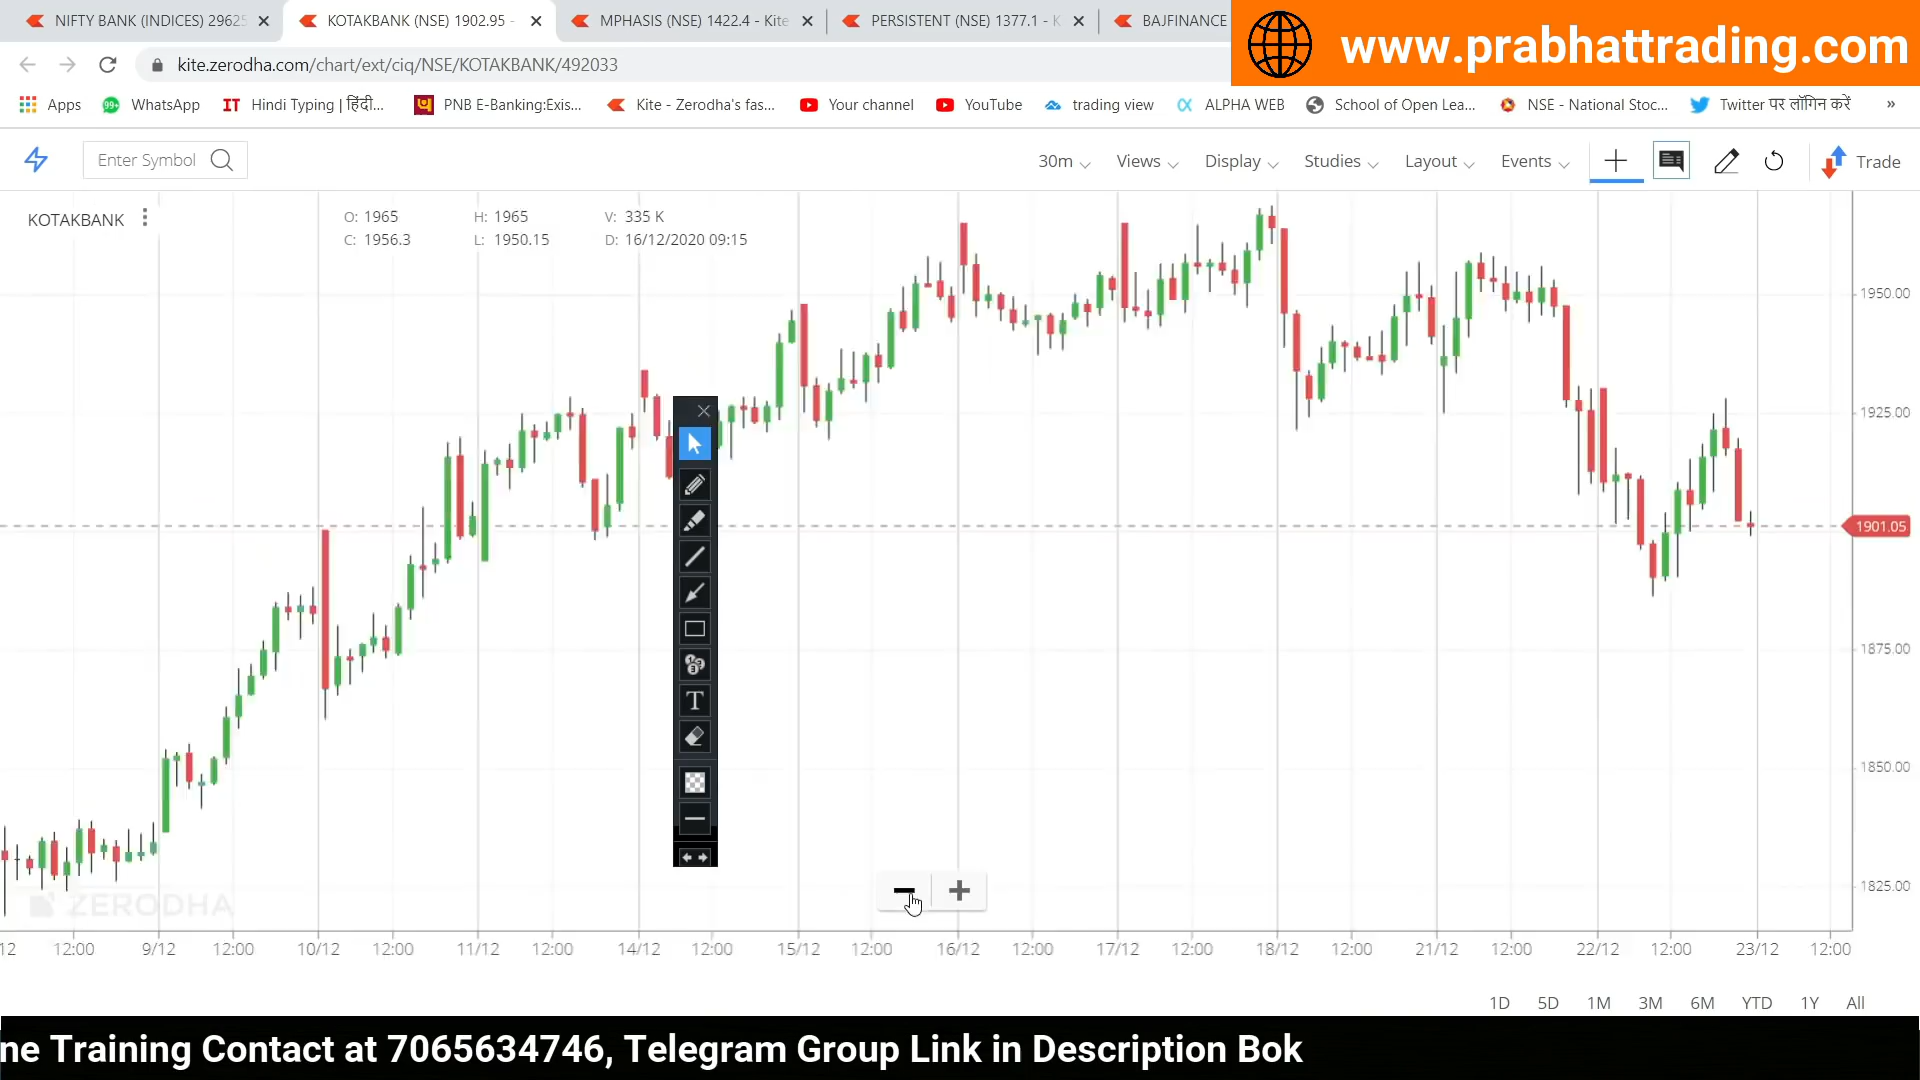 NIFTY BANK (INDICES) 29625
KOTAKBANK (NSE) 1902.95 -
MPHASIS (NSE) 1422.4 - Kite
PERSISTENT (NSE) 1377.1 - K
BAJFINANCE
www.prabhattrading.com
kite.zerodha.com/chart/ext/ciq/NSE/KOTAKBANK/492033
Apps
99+
WhatsApp
IT
Hindi Typing | हिंदी...
PNB E-Banking:Exis...
Kite - Zerodha's fas...
Your channel
YouTube
trading view
ALPHA WEB
School of Open Lea...
NSE - National Stoc...
Twitter पर लॉगिन करें
»
Enter Symbol
30m
Views
Display
Studies
Layout
Events
Trade
KOTAKBANK
O: 1965 H: 1965 V: 335 K
C: 1956.3 L: 1950.15 D: 16/12/2020 09:15
1950.00
1925.00
1901.05
1875.00
1850.00
1825.00
T
ZERODHA
12 12:00 9/12 12:00 10/12 12:00 11/12 12:00 14/12 12:00 15/12 12:00 16/12 12:00 17/12 12:00 18/12 12:00 21/12 12:00 22/12 12:00 23/12 12:00
1D 5D 1M 3M 6M YTD 1Y All
ne Training Contact at 7065634746, Telegram Group Link in Description Bok